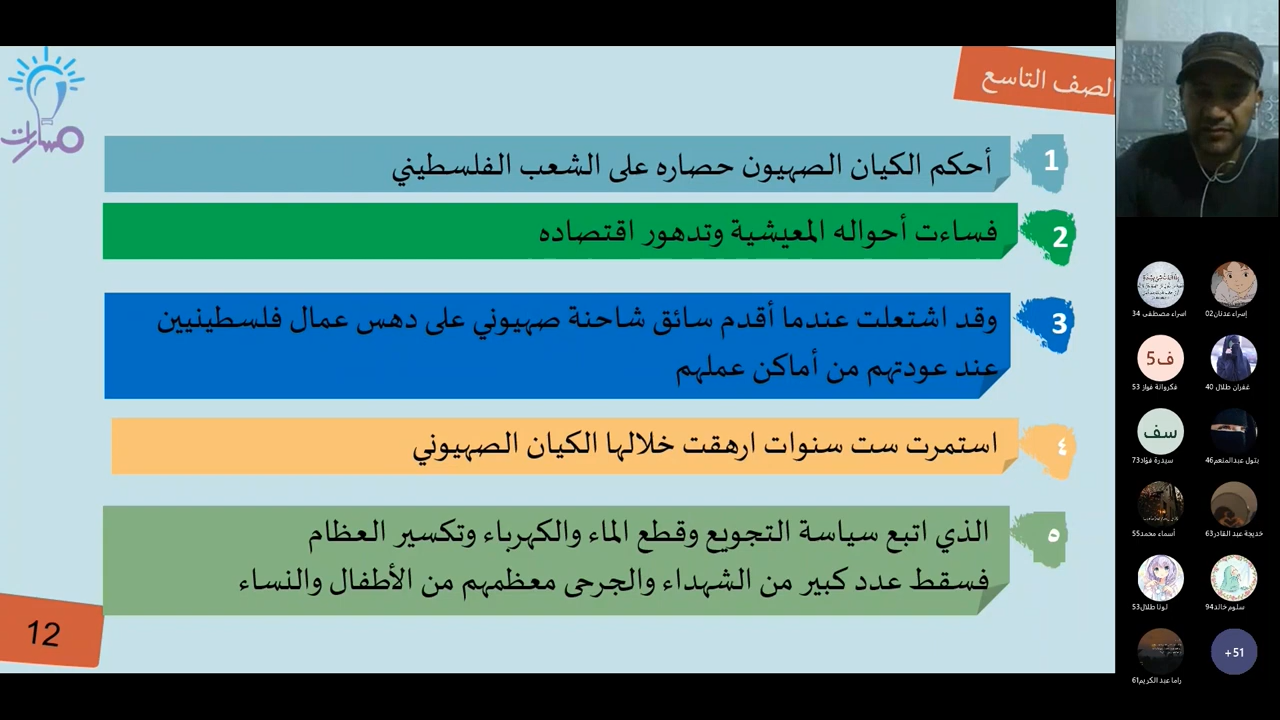 الصف التاسع
مسارات
1
أحكم الكيان الصهيون حصاره على الشعب الفلسطيني
2
فساءت أحواله المعيشية وتدهور اقتصاده
3
وقد اشتعلت عندما أقدم سائق شاحنة صهيوني على دهس عمال فلسطينيين
عند عودتهم من أماكن عملهم
٤
استمرت ست سنوات ارهقت خلالها الكيان الصهيوني
٥
الذي اتبع سياسة التجويع وقطع الماء والكهرباء وتكسير العظام
فسقط عدد كبير من الشهداء والجرحى معظمهم من الأطفال والنساء
12
إسراء عدنان02
اسراء مصطفى 34
ف5
غفران طلال 40
فكروانة فواز 53
سف
بتول عبدالمنعم46
سيدرة فؤاد73
خديجة عبد القادر63
أسماء محمد55
سلوم خالد94
لونا طلال53
+51
راما عبد الكريم61